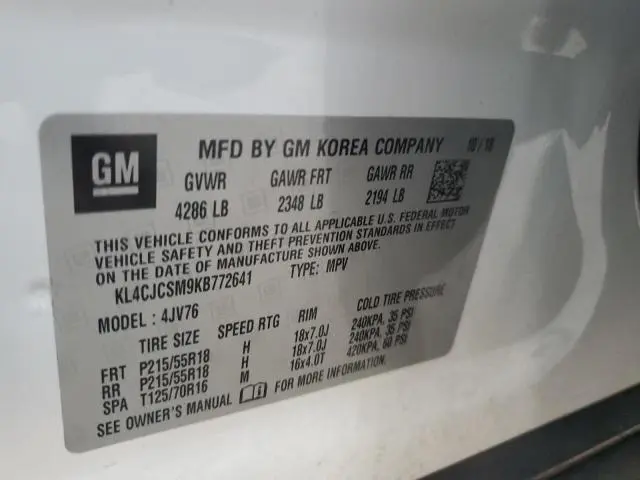 GM MFD BY GM KOREA COMPANY 10/18
GVWR GAWR FRT GAWR RR
4286 LB 2348 LB 2194 LB
THIS VEHICLE CONFORMS TO ALL APPLICABLE U.S. FEDERAL MOTOR
VEHICLE SAFETY AND THEFT PREVENTION STANDARDS IN EFFECT
ON THE DATE OF MANUFACTURE SHOWN ABOVE.
KL4CJCSM9KB772641 TYPE: MPV
MODEL: 4JV76
TIRE SIZE SPEED RTG RIM COLD TIRE PRESSURE
FRT P215/55R18 H 18x7.0J 240KPA, 35 PSI
RR P215/55R18 H 18x7.0J 240KPA, 35 PSI
SPA T125/70R16 M 16x4.0T 420KPA, 60 PSI
SEE OWNER'S MANUAL FOR MORE INFORMATION.